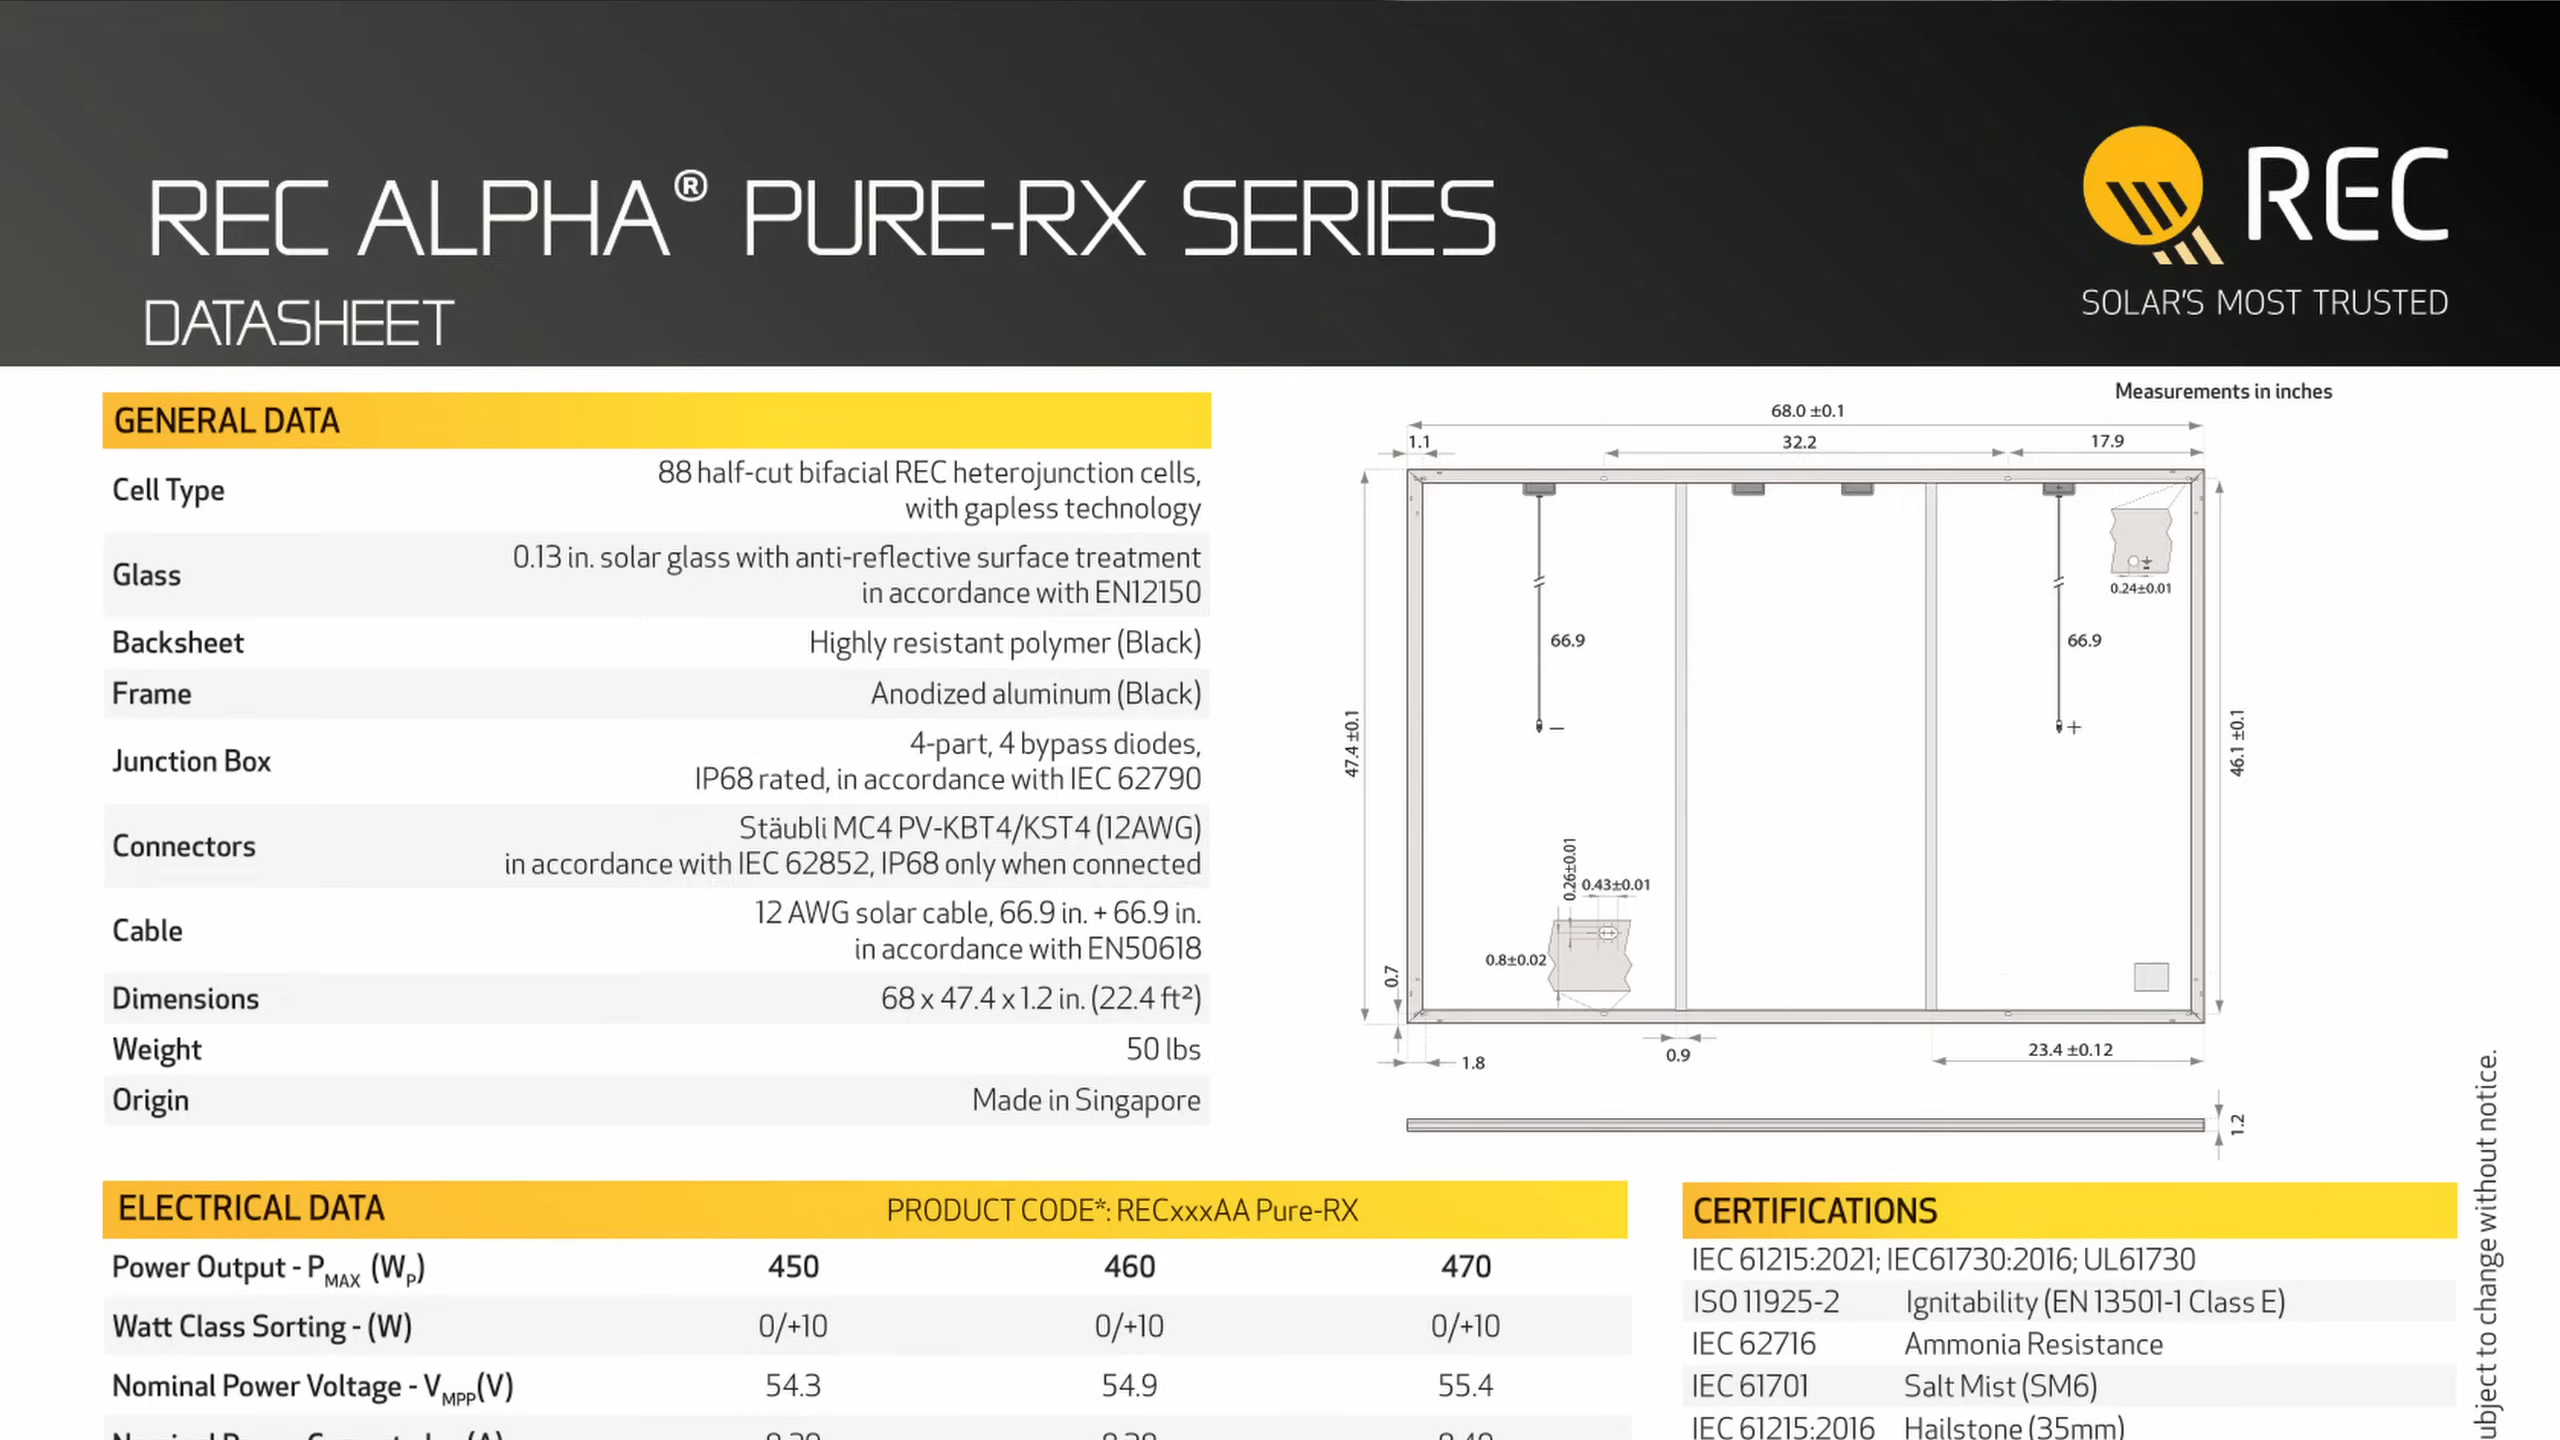 REC ALPHA® PURE-RX SERIES
DATASHEET
REC
SOLAR'S MOST TRUSTED
GENERAL DATA
Cell Type
88 half-cut bifacial REC heterojunction cells,
with gapless technology
Glass
0.13 in. solar glass with anti-reflective surface treatment
in accordance with EN12150
Backsheet
Highly resistant polymer (Black)
Frame
Anodized aluminum (Black)
Junction Box
4-part, 4 bypass diodes,
IP68 rated, in accordance with IEC 62790
Connectors
Stäubli MC4 PV-KBT4/KST4 (12AWG)
in accordance with IEC 62852, IP68 only when connected
Cable
12 AWG solar cable, 66.9 in. + 66.9 in.
in accordance with EN50618
Dimensions
68 x 47.4 x 1.2 in. (22.4 ft²)
Weight
50 lbs
Origin
Made in Singapore
Measurements in inches
68.0 ±0.1
1.1
32.2
17.9
0.24±0.01
66.9
66.9
−
+
47.4 ±0.1
46.1 ±0.1
0.26±0.01
0.43±0.01
0.8±0.02
0.7
1.8
0.9
23.4 ±0.12
1.2
ELECTRICAL DATA
PRODUCT CODE*: RECxxxAA Pure-RX
Power Output - PMAX (WP) 450 460 470
Watt Class Sorting - (W) 0/+10 0/+10 0/+10
Nominal Power Voltage - VMPP(V) 54.3 54.9 55.4
CERTIFICATIONS
IEC 61215:2021; IEC61730:2016; UL61730
ISO 11925-2 Ignitability (EN 13501-1 Class E)
IEC 62716 Ammonia Resistance
IEC 61701 Salt Mist (SM6)
IEC 61215:2016 Hailstone (35mm)
ubject to change without notice.